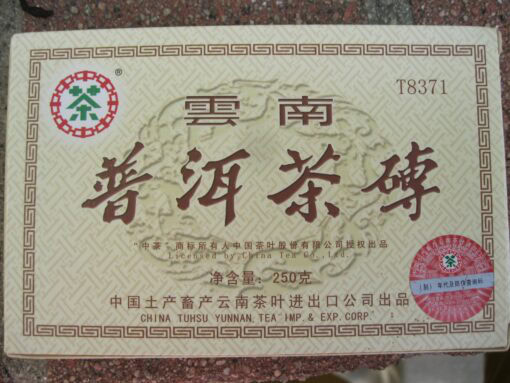 茶
®
T8371
雲南
普洱茶磚
"中茶"商标所有人中国茶叶股份有限公司授权出品
Licensed by China Tea Co., Ltd.
净含量：250克
中国土产畜产云南茶叶进出口公司出品
CHINA TUHSU YUNNAN TEA IMP. & EXP. CORP.
茶